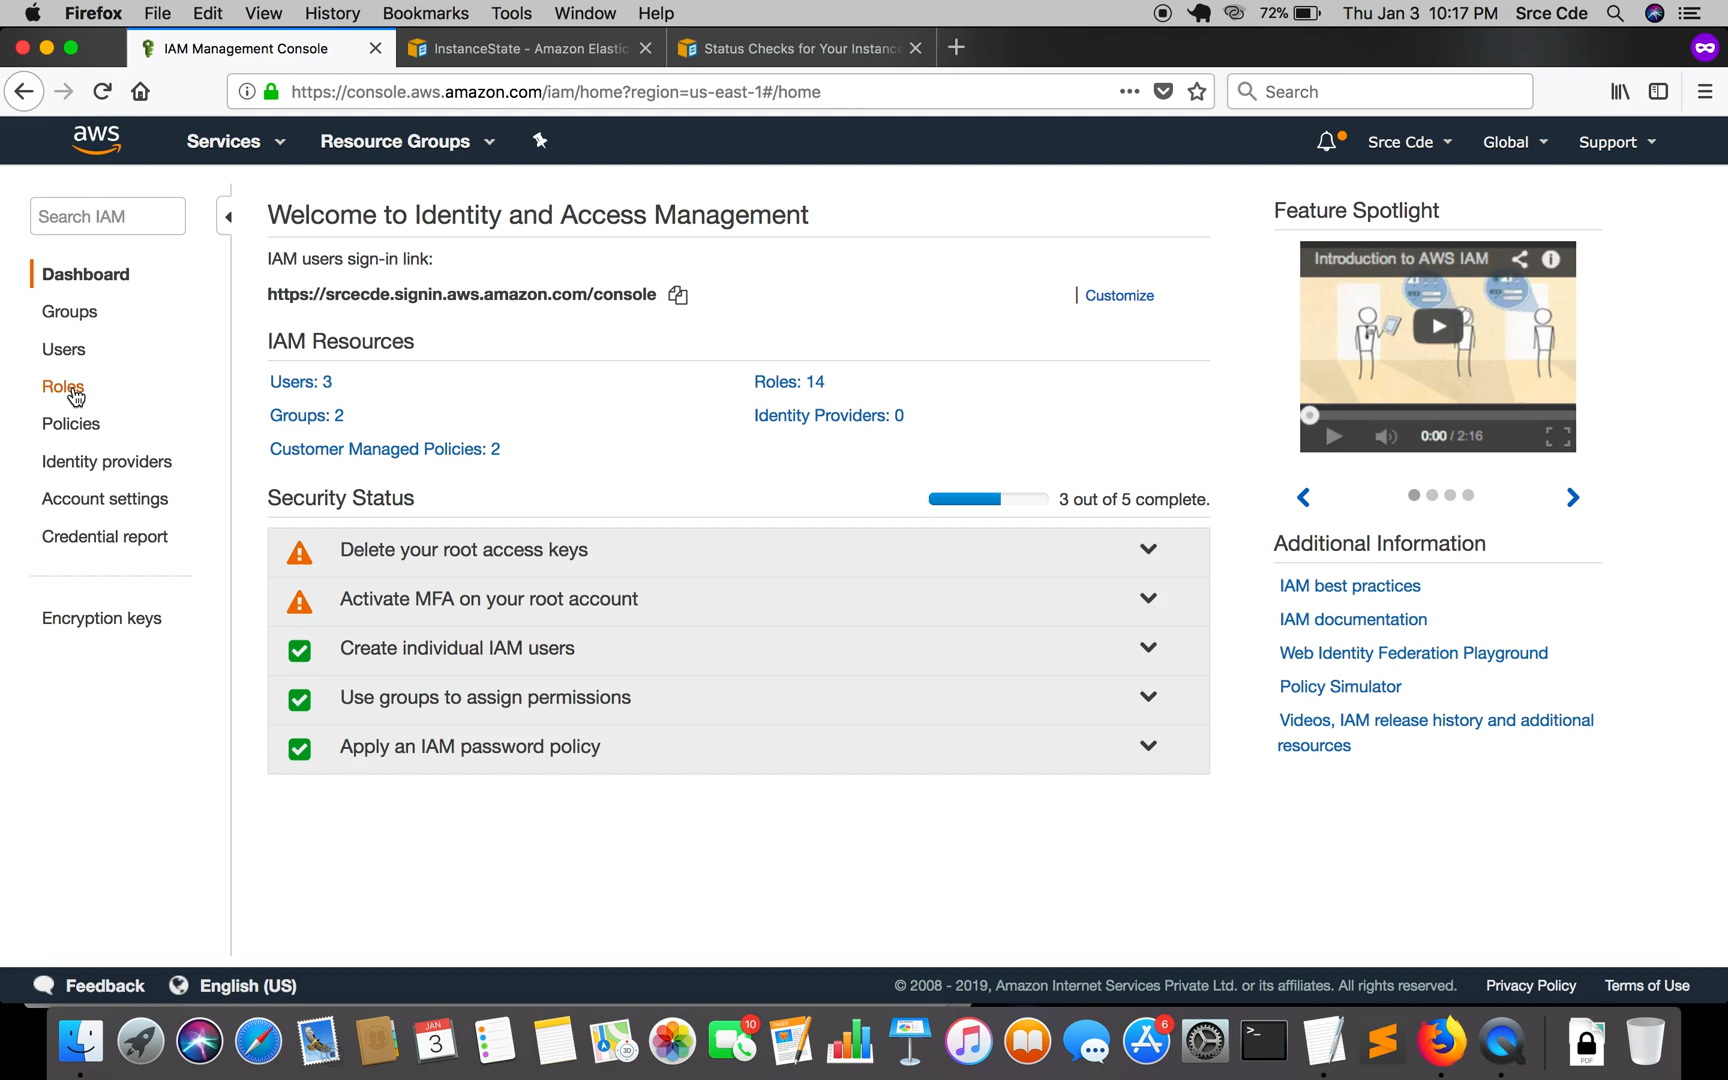 Firefox File Edit View History Bookmarks Tools Window Help 72% Thu Jan 3 10:17 PM Srce Cde
IAM Management Console
InstanceState - Amazon Elastic
Status Checks for Your Instance
https://console.aws.amazon.com/iam/home?region=us-east-1#/home
Search
aws Services Resource Groups Srce Cde Global Support
Search IAM
Dashboard
Groups
Users
Roles
Policies
Identity providers
Account settings
Credential report
Encryption keys
Welcome to Identity and Access Management
IAM users sign-in link:
https://srcecde.signin.aws.amazon.com/console
Customize
IAM Resources
Users: 3
Roles: 14
Groups: 2
Identity Providers: 0
Customer Managed Policies: 2
Security Status
3 out of 5 complete.
Delete your root access keys
Activate MFA on your root account
Create individual IAM users
Use groups to assign permissions
Apply an IAM password policy
Feature Spotlight
Introduction to AWS IAM
0:00 / 2:16
Additional Information
IAM best practices
IAM documentation
Web Identity Federation Playground
Policy Simulator
Videos, IAM release history and additional
resources
Feedback English (US)
© 2008 - 2019, Amazon Internet Services Private Ltd. or its affiliates. All rights reserved. Privacy Policy Terms of Use
JAN
3
3D
10
6
>_
PDF